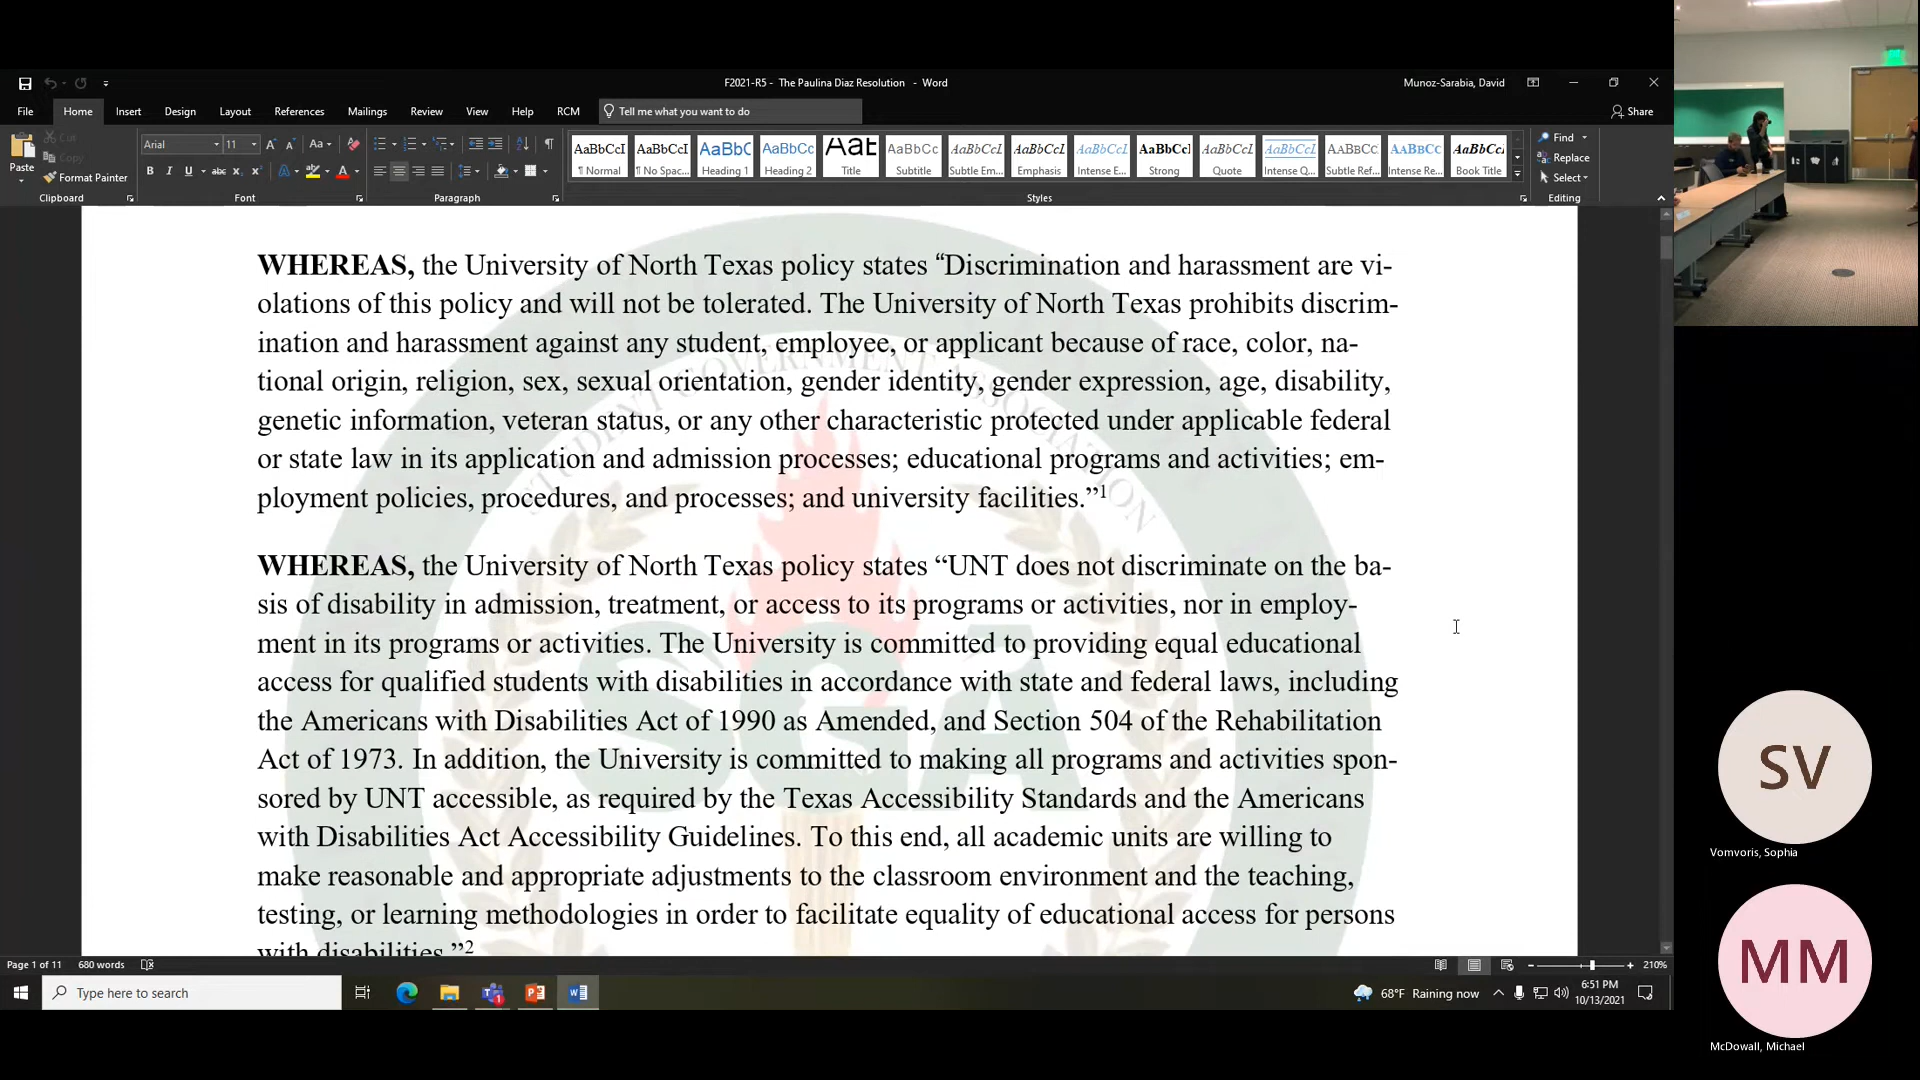 F2021-R5 - The Paulina Diaz Resolution - Word
Munoz-Sarabia, David
File Home Insert Design Layout References Mailings Review View Help RCM Tell me what you want to do Share
Paste
Cut
Copy
Format Painter
Clipboard
Arial 11
Font
Paragraph
AaBbCcI AaBbCcI AaBbC AaBbCc AaB AaBbCc AaBbCcL AaBbCcL AaBbCcL AaBbCcl AaBbCcL AaBbCcL AABBCC AABBCC AaBbCcL
¶ Normal ¶ No Spac... Heading 1 Heading 2 Title Subtitle Subtle Em... Emphasis Intense E... Strong Quote Intense Q... Subtle Ref... Intense Re... Book Title
Styles
Find
Replace
Select
Editing
WHEREAS, the University of North Texas policy states “Discrimination and harassment are vi-
olations of this policy and will not be tolerated. The University of North Texas prohibits discrim-
ination and harassment against any student, employee, or applicant because of race, color, na-
tional origin, religion, sex, sexual orientation, gender identity, gender expression, age, disability,
genetic information, veteran status, or any other characteristic protected under applicable federal
or state law in its application and admission processes; educational programs and activities; em-
ployment policies, procedures, and processes; and university facilities.”1
WHEREAS, the University of North Texas policy states “UNT does not discriminate on the ba-
sis of disability in admission, treatment, or access to its programs or activities, nor in employ-
ment in its programs or activities. The University is committed to providing equal educational
access for qualified students with disabilities in accordance with state and federal laws, including
the Americans with Disabilities Act of 1990 as Amended, and Section 504 of the Rehabilitation
Act of 1973. In addition, the University is committed to making all programs and activities spon-
sored by UNT accessible, as required by the Texas Accessibility Standards and the Americans
with Disabilities Act Accessibility Guidelines. To this end, all academic units are willing to
make reasonable and appropriate adjustments to the classroom environment and the teaching,
testing, or learning methodologies in order to facilitate equality of educational access for persons
with disabilities.”2
STUDENT GOVERNMENT ASSOCIATION
SGA
Page 1 of 11 680 words
210%
Type here to search
68°F Raining now
6:51 PM
10/13/2021
SV
Vomvoris, Sophia
MM
McDowall, Michael